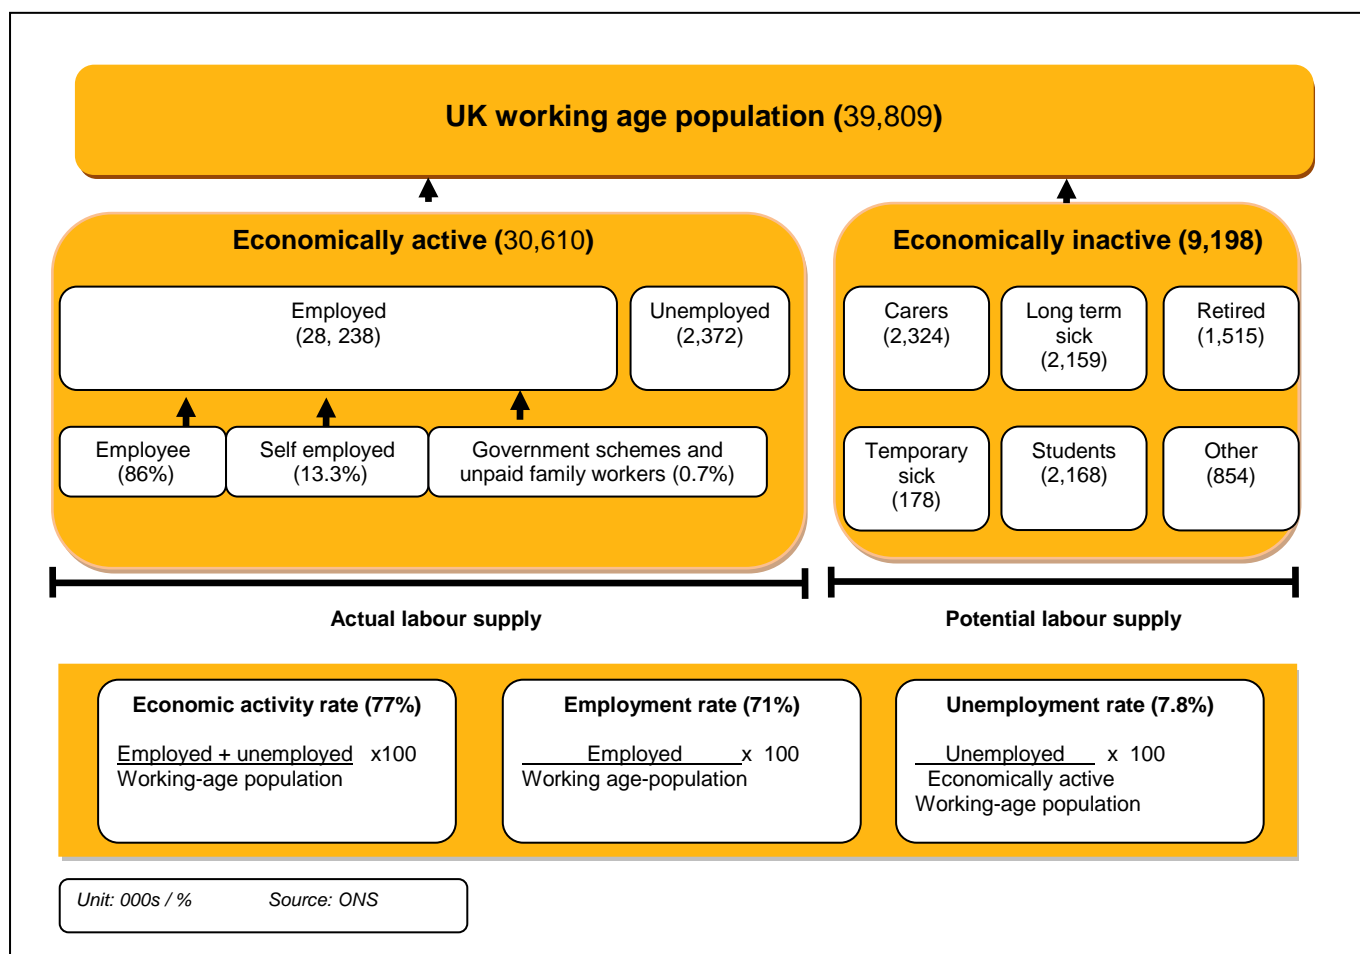 UK working age population (39,809)
Economically active (30,610)
Employed
(28, 238)
Unemployed
(2,372)
Employee
(86%)
Self employed
(13.3%)
Government schemes and
unpaid family workers (0.7%)
Economically inactive (9,198)
Carers
(2,324)
Long term
sick
(2,159)
Retired
(1,515)
Temporary
sick
(178)
Students
(2,168)
Other
(854)
Actual labour supply
Potential labour supply
Economic activity rate (77%)
Employed + unemployed x100
Working-age population
Employment rate (71%)
Employed x 100
Working age-population
Unemployment rate (7.8%)
Unemployed x 100
Economically active
Working-age population
Unit: 000s / % Source: ONS